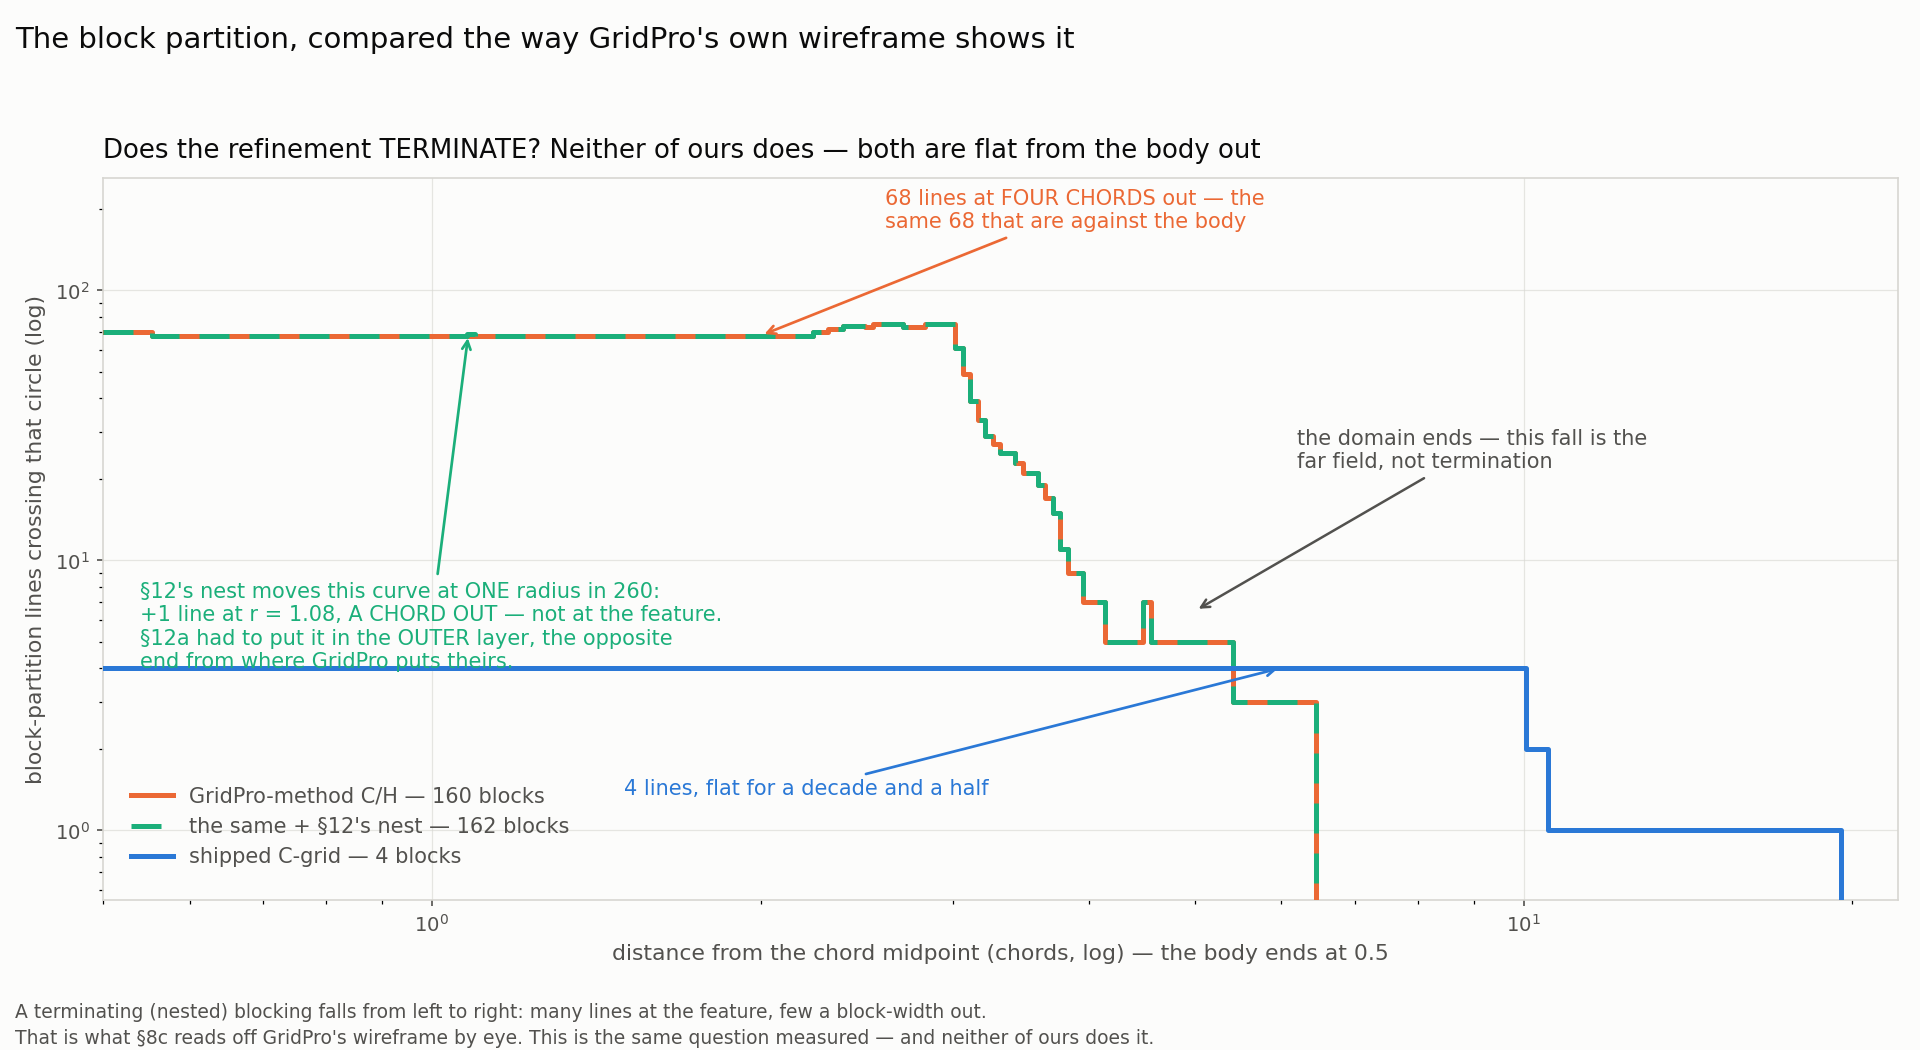 The block partition, compared the way GridPro's own wireframe shows it
Does the refinement TERMINATE? Neither of ours does — both are flat from the body out
68 lines at FOUR CHORDS out — the
same 68 that are against the body
the domain ends — this fall is the
far field, not termination
§12's nest moves this curve at ONE radius in 260:
+1 line at r = 1.08, A CHORD OUT — not at the feature.
§12a had to put it in the OUTER layer, the opposite
end from where GridPro puts theirs.
4 lines, flat for a decade and a half
GridPro-method C/H — 160 blocks
the same + §12's nest — 162 blocks
shipped C-grid — 4 blocks
block-partition lines crossing that circle (log)
10²
10¹
10⁰
10⁰
10¹
distance from the chord midpoint (chords, log) — the body ends at 0.5
A terminating (nested) blocking falls from left to right: many lines at the feature, few a block-width out.
That is what §8c reads off GridPro's wireframe by eye. This is the same question measured — and neither of ours does it.